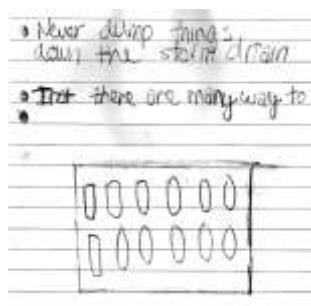 • Never dump things,
down the storm drain
• there are many way to
•